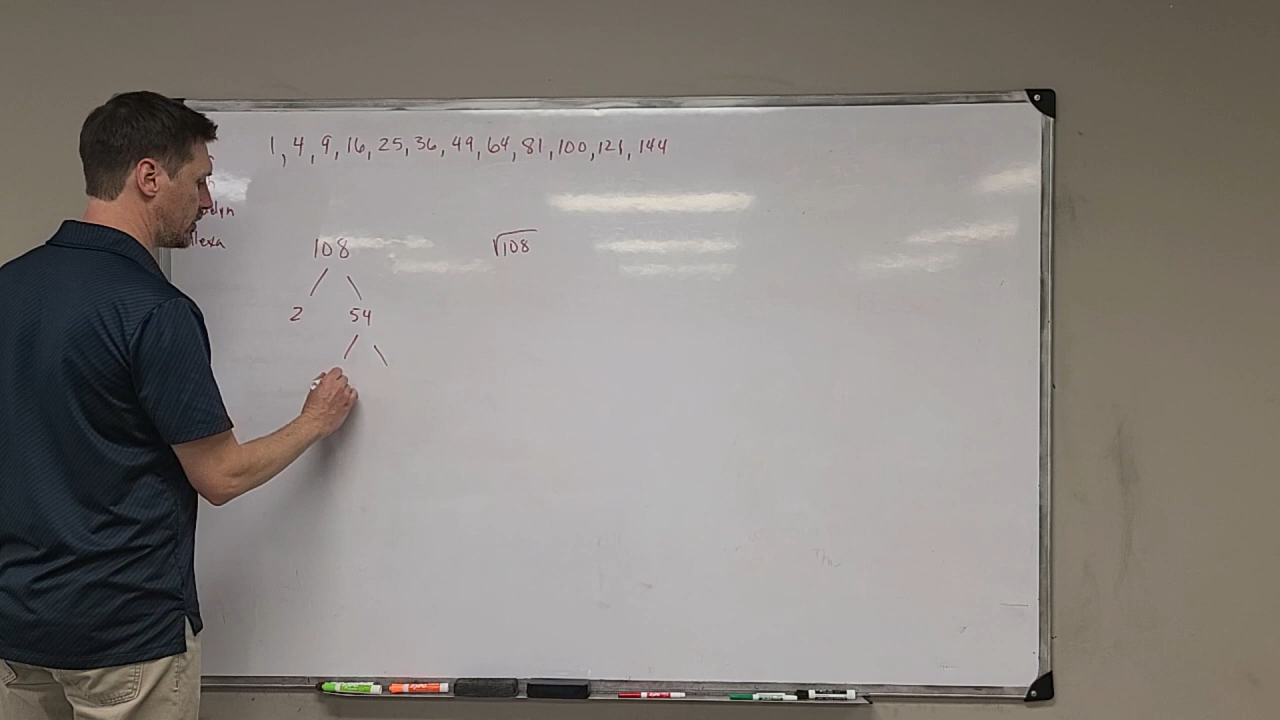 1, 4, 9, 16, 25, 36, 49, 64, 81, 100, 121, 144
108 √108
2 54